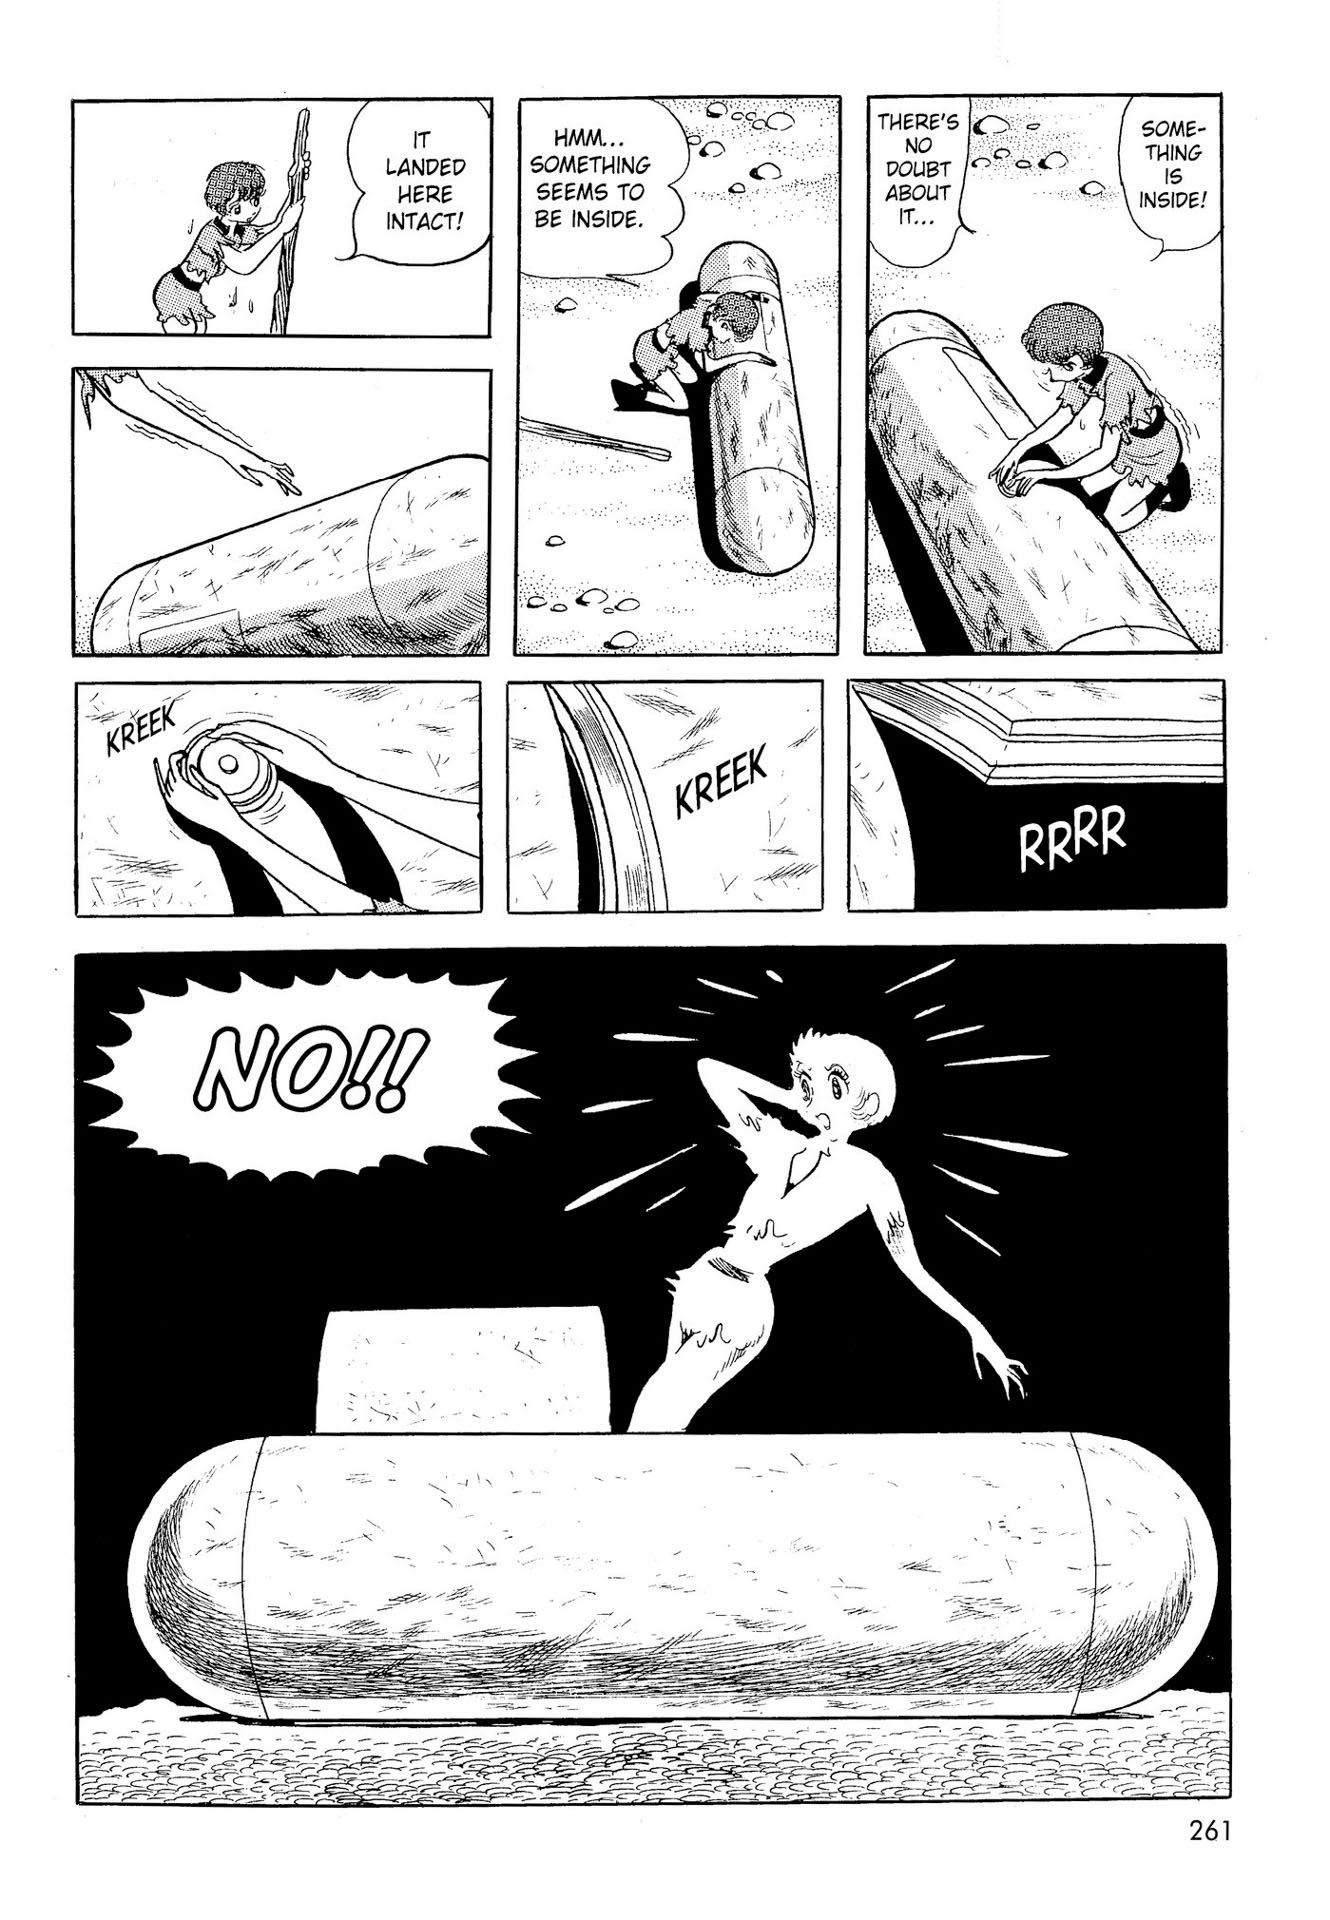 IT
LANDED
HERE
INTACT!
HMM...
SOMETHING
SEEMS TO
BE INSIDE.
THERE'S
NO
DOUBT
ABOUT
IT...
SOME-
THING
IS
INSIDE!
KREEK
KREEK
RRRR
NO!!
261